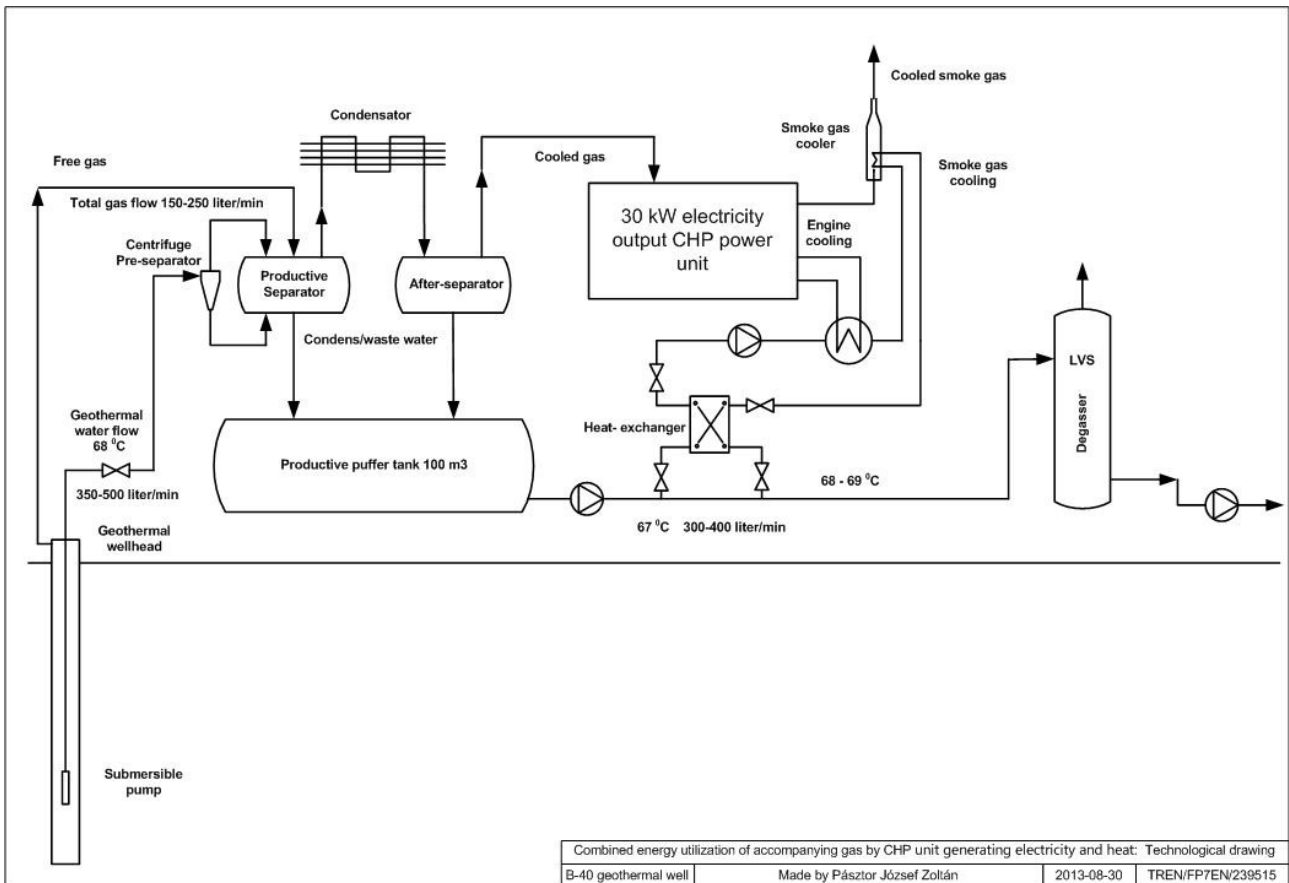 Cooled smoke gas
Condensator
Smoke gas
cooler
Free gas
Cooled gas
Smoke gas
cooling
Total gas flow 150-250 liter/min
30 kW electricity
output CHP power
unit
Engine
cooling
Centrifuge
Pre-separator
Productive
Separator
After-separator
Condens/waste water
LVS
Degasser
Geothermal
water flow
68 ⁰C
Heat- exchanger
Productive puffer tank 100 m3
68 - 69 ⁰C
350-500 liter/min
67 ⁰C 300-400 liter/min
Geothermal
wellhead
Submersible
pump
Combined energy utilization of accompanying gas by CHP unit generating electricity and heat: Technological drawing
B-40 geothermal well Made by Pásztor József Zoltán 2013-08-30 TREN/FP7EN/239515